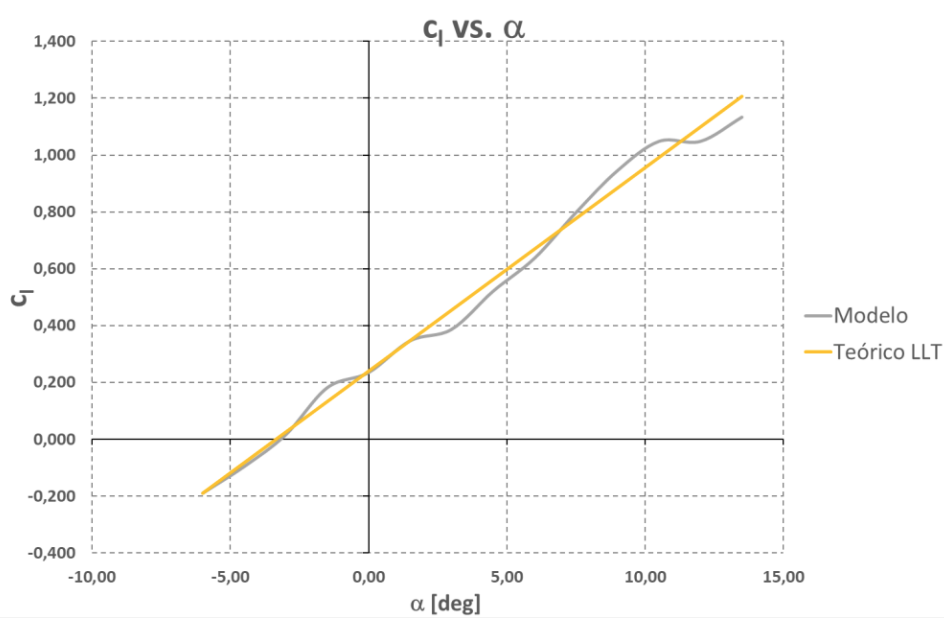 cl vs. α
1,400
1,200
1,000
0,800
0,600
0,400
0,200
0,000
-0,200
-0,400
cl
-10,00 -5,00 0,00 5,00 10,00 15,00
α [deg]
Modelo
Teórico LLT